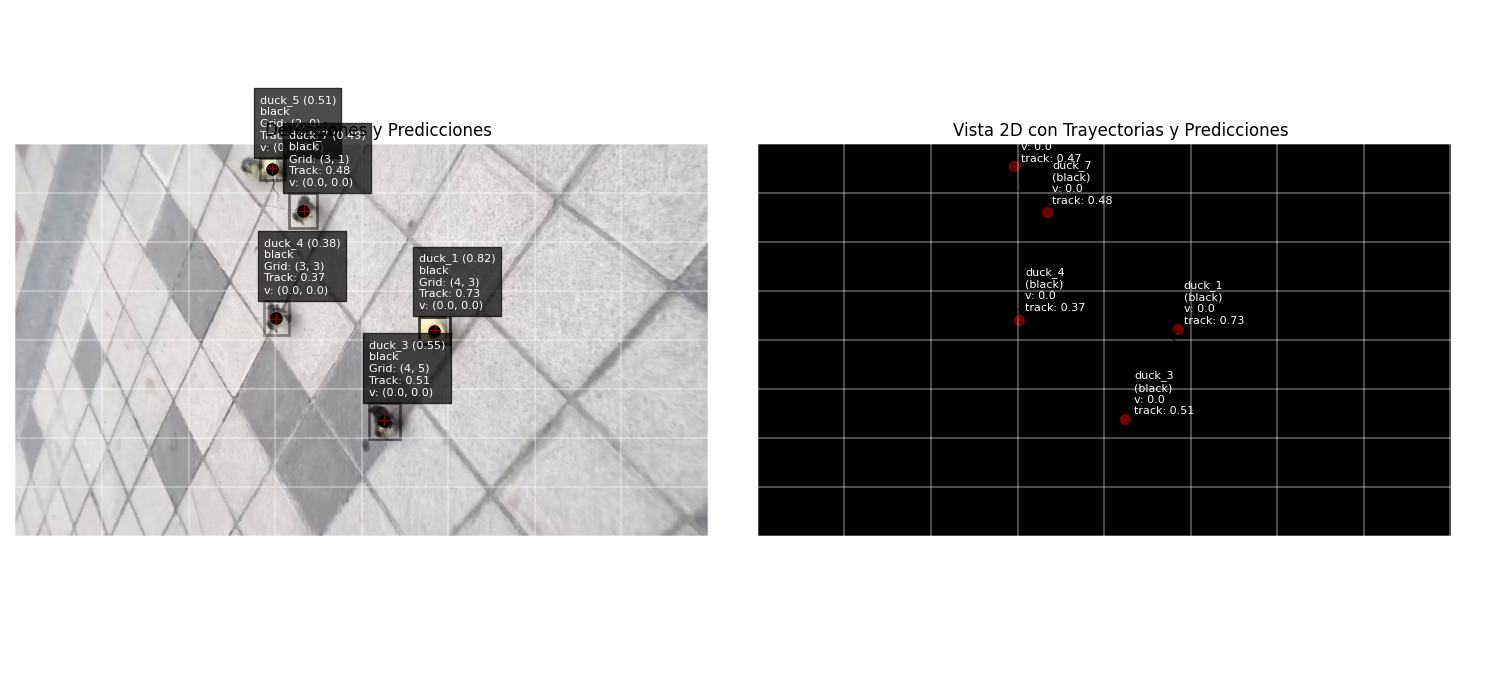 duck_5 (0.51)
black
Grid: (2, 0)
y Predicciones
duck_7 (0.43)
black
Grid: (3, 1)
Track: 0.48
v: (0.0, 0.0)
duck_4 (0.38)
black
Grid: (3, 3)
Track: 0.37
v: (0.0, 0.0)
duck_1 (0.82)
black
Grid: (4, 3)
Track: 0.73
v: (0.0, 0.0)
duck_3 (0.55)
black
Grid: (4, 5)
Track: 0.51
v: (0.0, 0.0)
Vista 2D con Trayectorias y Predicciones
v: 0.0
track: 0.47
duck_7
(black)
v: 0.0
track: 0.48
duck_4
(black)
v: 0.0
track: 0.37
duck_1
(black)
v: 0.0
track: 0.73
duck_3
(black)
v: 0.0
track: 0.51